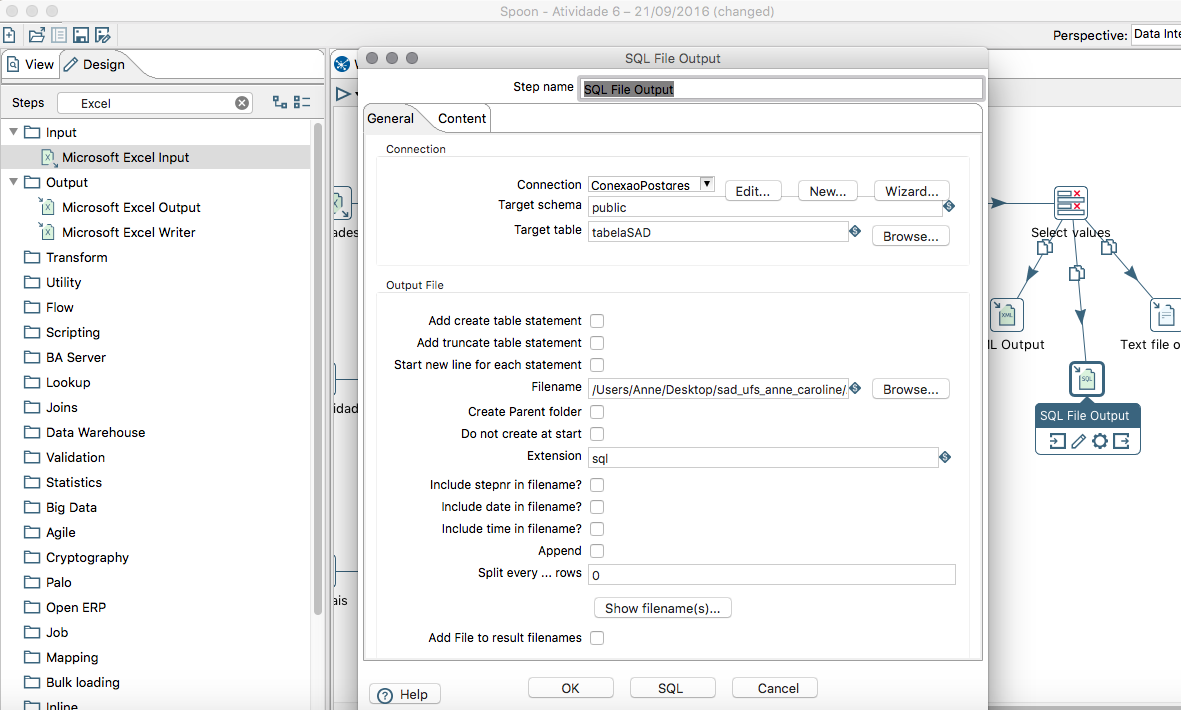 Spoon - Atividade 6 – 21/09/2016 (changed)
Perspective:
Data Inte
View
Design
Steps
Excel
Input
Microsoft Excel Input
Output
Microsoft Excel Output
Microsoft Excel Writer
Transform
Utility
Flow
Scripting
BA Server
Lookup
Joins
Data Warehouse
Validation
Statistics
Big Data
Agile
Cryptography
Palo
Open ERP
Job
Mapping
Bulk loading
Inline
ades
idad
ais
SQL File Output
Step name
SQL File Output
General
Content
Connection
Connection
ConexaoPostgres
Edit...
New...
Wizard...
Target schema
public
Target table
tabelaSAD
Browse...
Output File
Add create table statement
Add truncate table statement
Start new line for each statement
Filename
/Users/Anne/Desktop/sad_ufs_anne_caroline/
Browse...
Create Parent folder
Do not create at start
Extension
sql
Include stepnr in filename?
Include date in filename?
Include time in filename?
Append
Split every ... rows
0
Show filename(s)...
Add File to result filenames
Help
OK
SQL
Cancel
Select values
XML
L Output
Text file o
SQL
SQL File Output